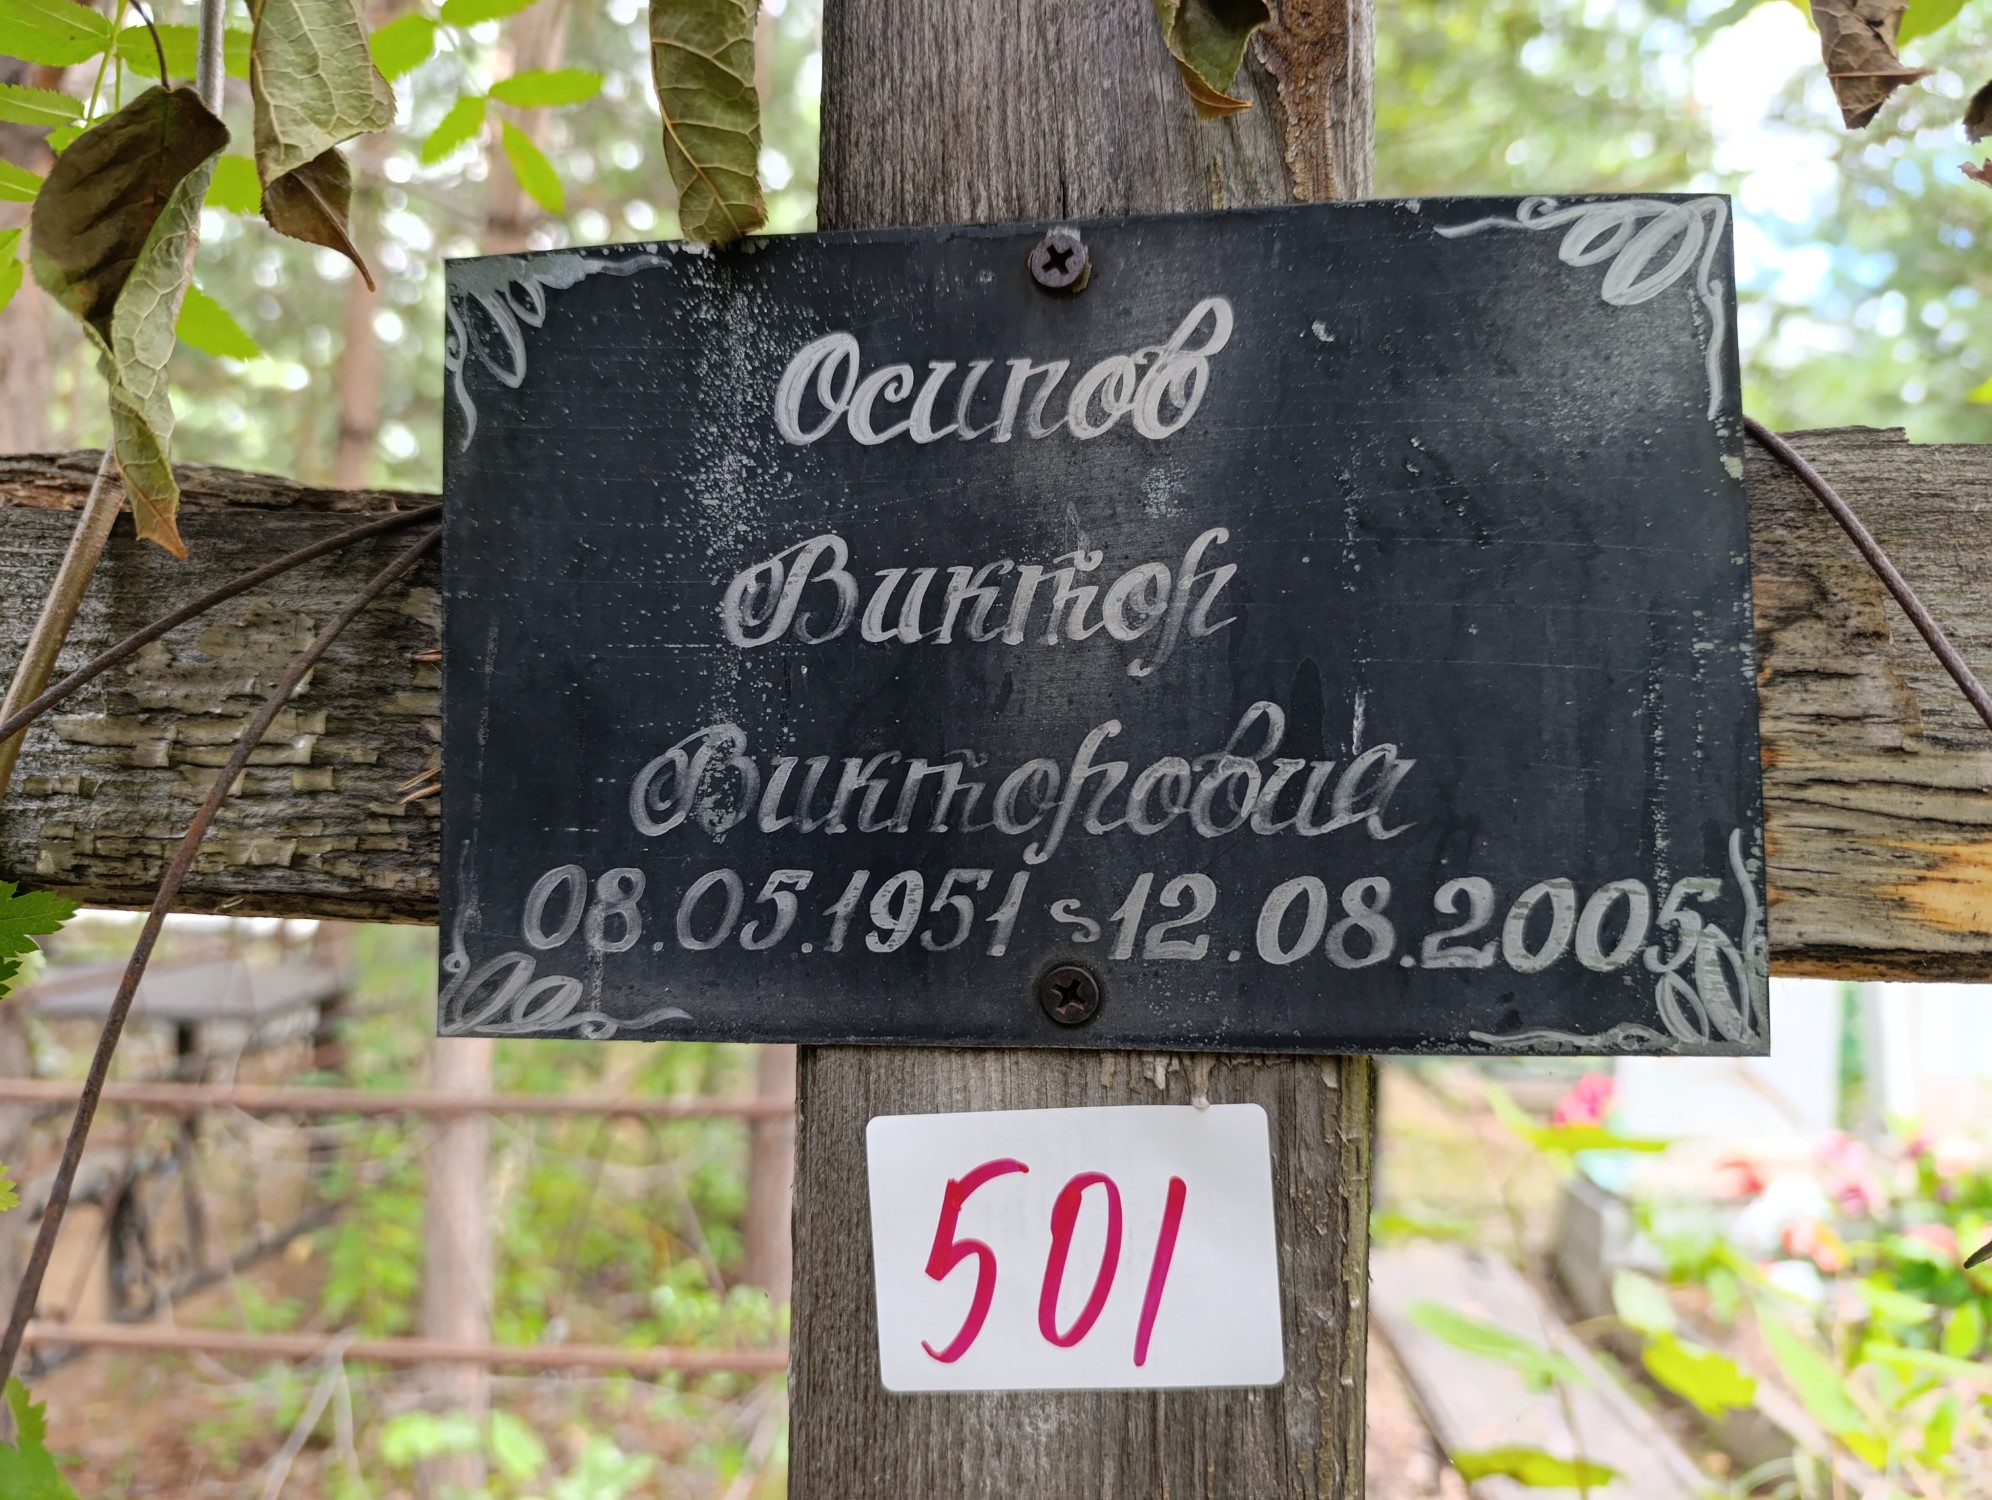 Осипов
Виктор
Викторович
08.05.1951 ~ 12.08.2005
501